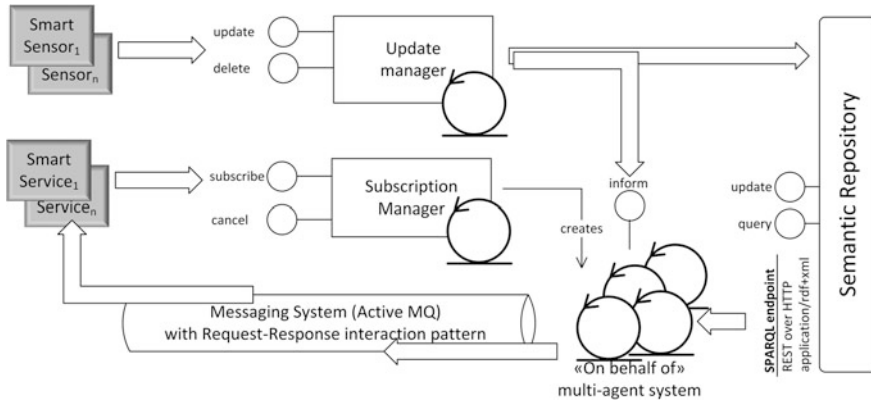 Smart
Sensor1
Sensorn
update
delete
Update
manager
Smart
Service1
Servicen
subscribe
cancel
Subscription
Manager
creates
inform
update
query
Semantic Repository
SPARQL endpoint
REST over HTTP
application/rdf+xml
Messaging System (Active MQ)
with Request-Response interaction pattern
«On behalf of»
multi-agent system